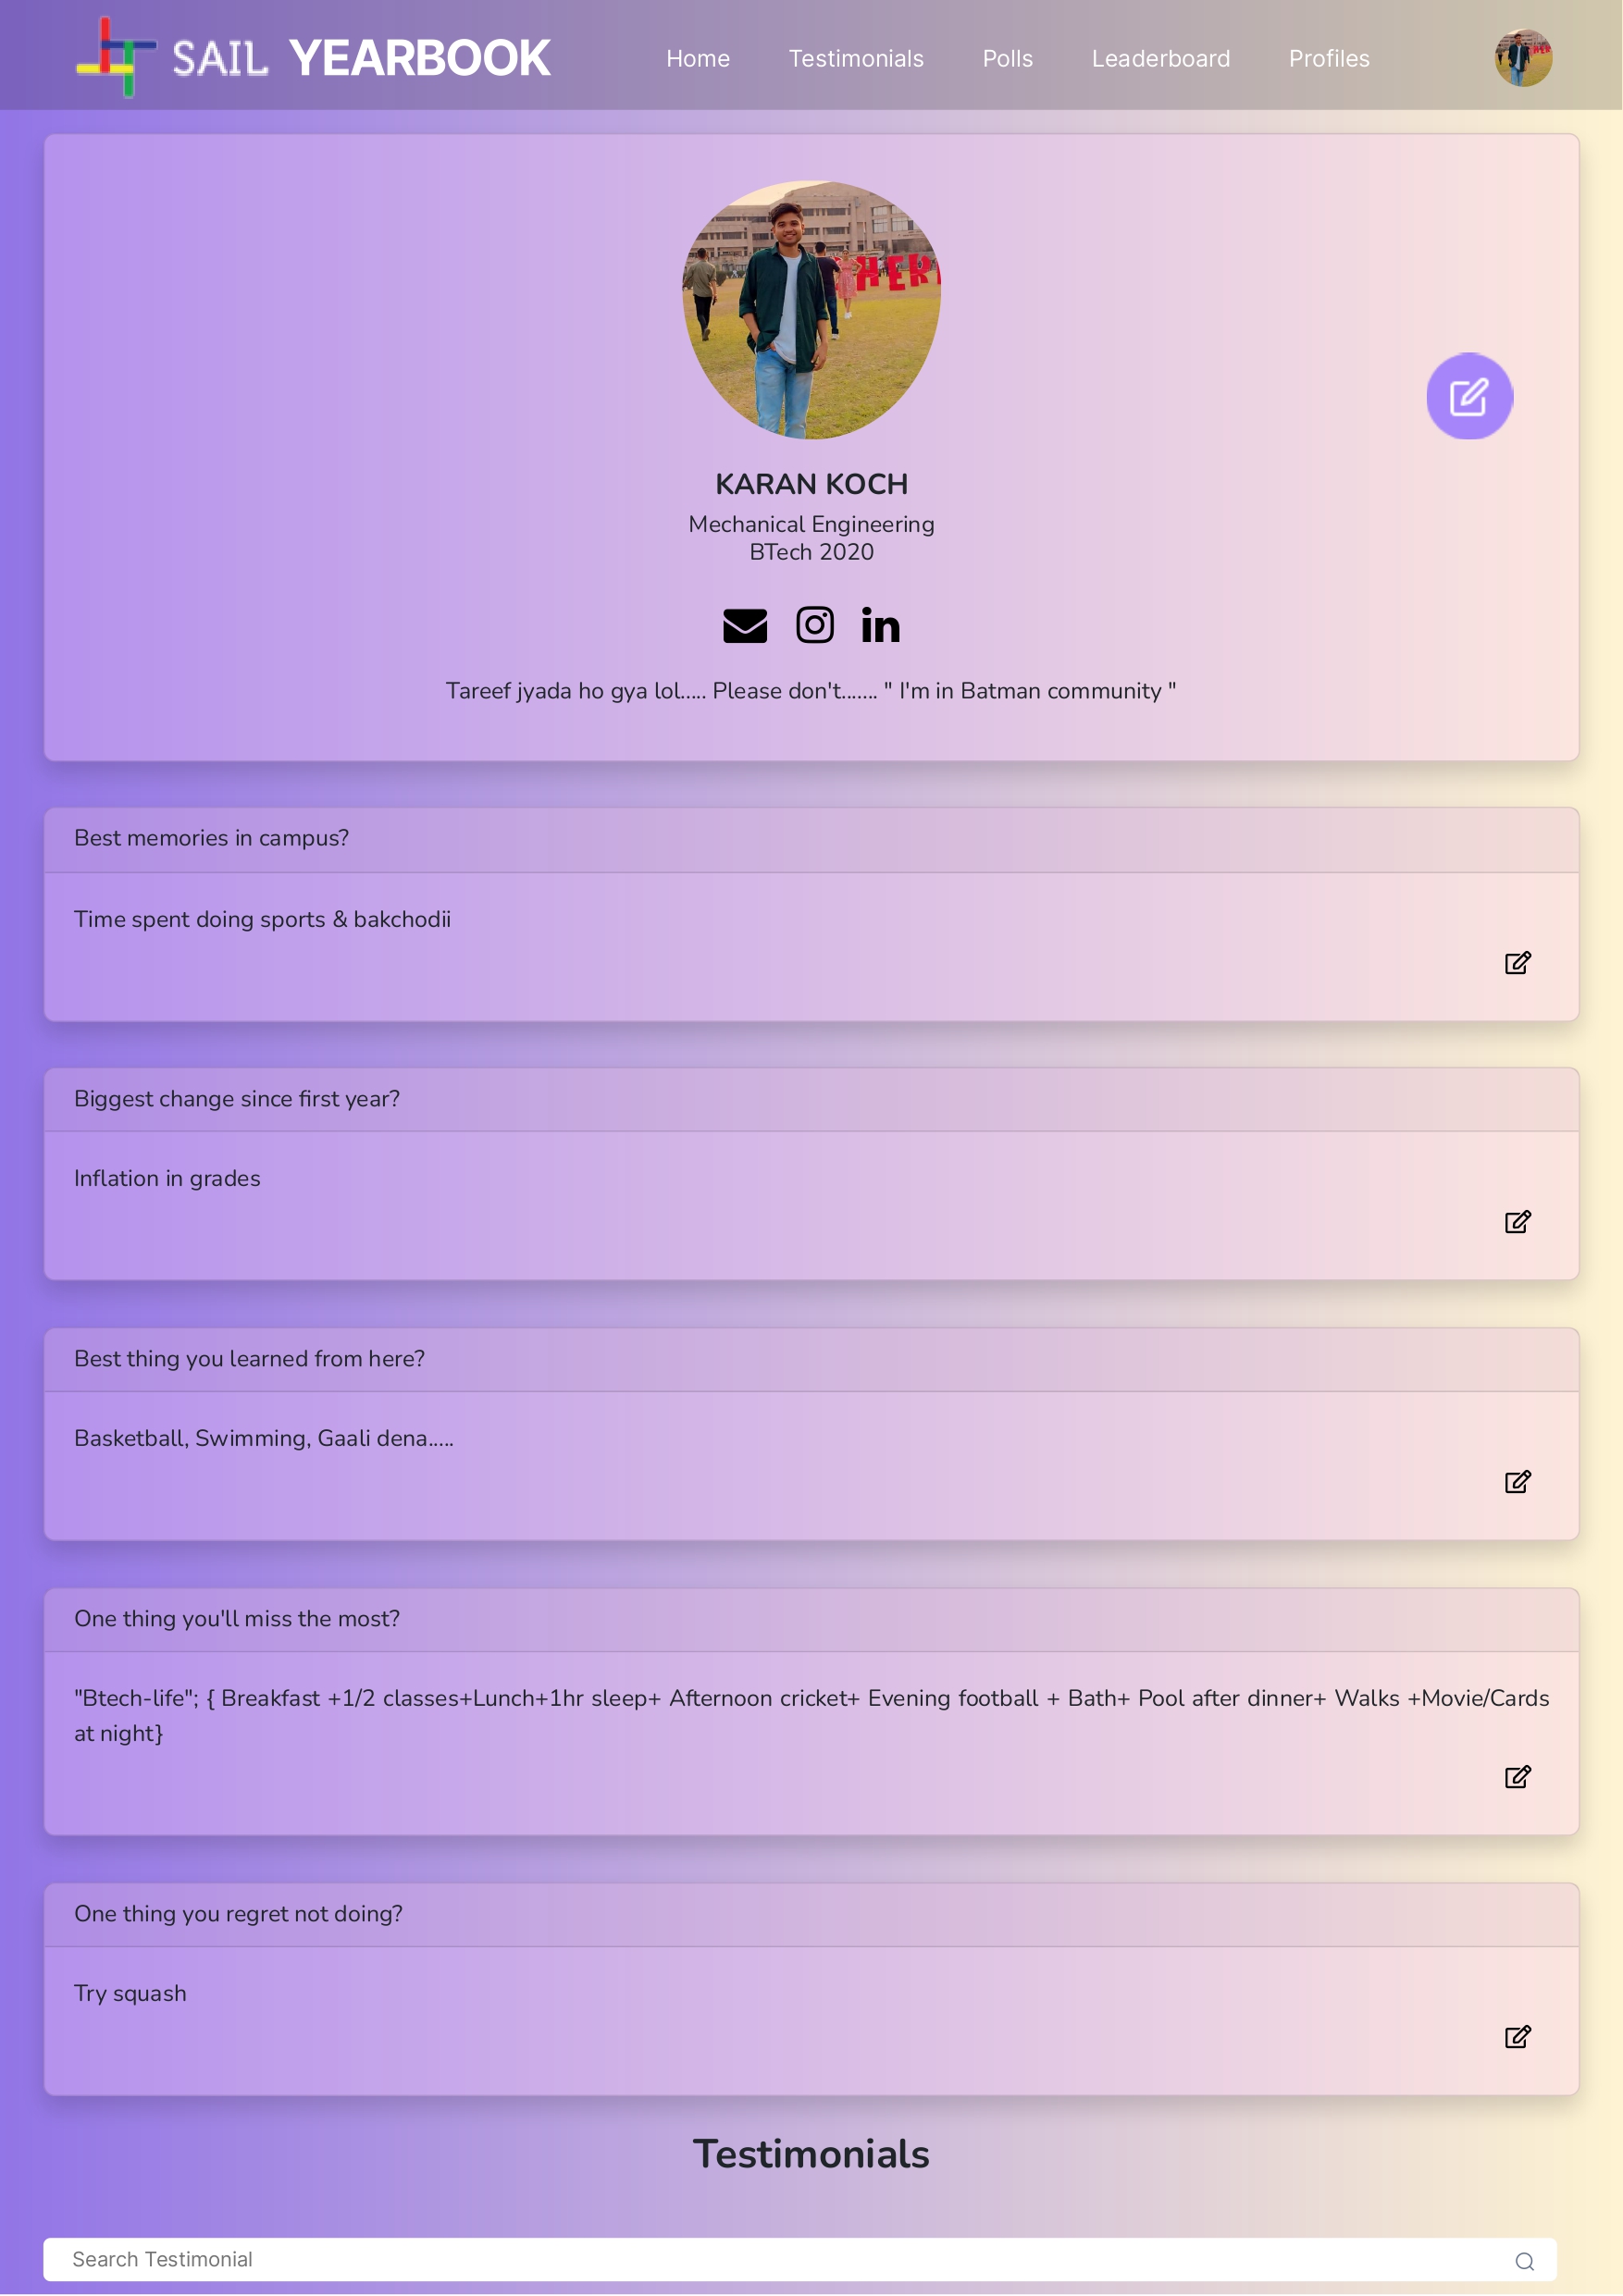 SAIL YEARBOOK
Home Testimonials Polls Leaderboard Profiles
HER
KARAN KOCH
Mechanical Engineering
BTech 2020
Tareef jyada ho gya lol..... Please don't....... " I'm in Batman community "
Best memories in campus?
Time spent doing sports & bakchodii
Biggest change since first year?
Inflation in grades
Best thing you learned from here?
Basketball, Swimming, Gaali dena.....
One thing you'll miss the most?
"Btech-life"; { Breakfast +1/2 classes+Lunch+1hr sleep+ Afternoon cricket+ Evening football + Bath+ Pool after dinner+ Walks +Movie/Cards
at night}
One thing you regret not doing?
Try squash
Testimonials
Search Testimonial